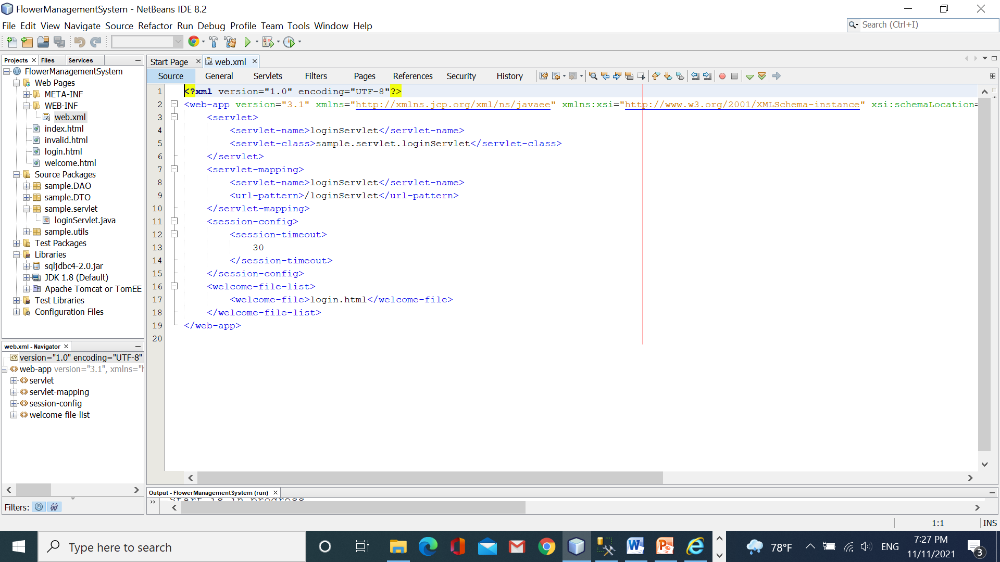 FlowerManagementSystem - NetBeans IDE 8.2
File Edit View Navigate Source Refactor Run Debug Profile Team Tools Window Help
Search (Ctrl+I)
Projects Files Services
FlowerManagementSystem
Web Pages
META-INF
WEB-INF
web.xml
index.html
invalid.html
login.html
welcome.html
Source Packages
sample.DAO
sample.DTO
sample.servlet
loginServlet.java
sample.utils
Test Packages
Libraries
sqljdbc4-2.0.jar
JDK 1.8 (Default)
Apache Tomcat or TomEE
Test Libraries
Configuration Files
web.xml - Navigator
version="1.0" encoding="UTF-8"
web-app version="3.1", xmlns="h
servlet
servlet-mapping
session-config
welcome-file-list
Filters:
Start Page web.xml
Source General Servlets Filters Pages References Security History
1 <?xml version="1.0" encoding="UTF-8"?>
2 <web-app version="3.1" xmlns="http://xmlns.jcp.org/xml/ns/javaee" xmlns:xsi="http://www.w3.org/2001/XMLSchema-instance" xsi:schemaLocation=
3 <servlet>
4 <servlet-name>loginServlet</servlet-name>
5 <servlet-class>sample.servlet.loginServlet</servlet-class>
6 </servlet>
7 <servlet-mapping>
8 <servlet-name>loginServlet</servlet-name>
9 <url-pattern>/loginServlet</url-pattern>
10 </servlet-mapping>
11 <session-config>
12 <session-timeout>
13 30
14 </session-timeout>
15 </session-config>
16 <welcome-file-list>
17 <welcome-file>login.html</welcome-file>
18 </welcome-file-list>
19 </web-app>
20
Output - FlowerManagementSystem (run)
Start is in progress
1:1 INS
Type here to search
78°F
ENG
7:27 PM
11/11/2021
3